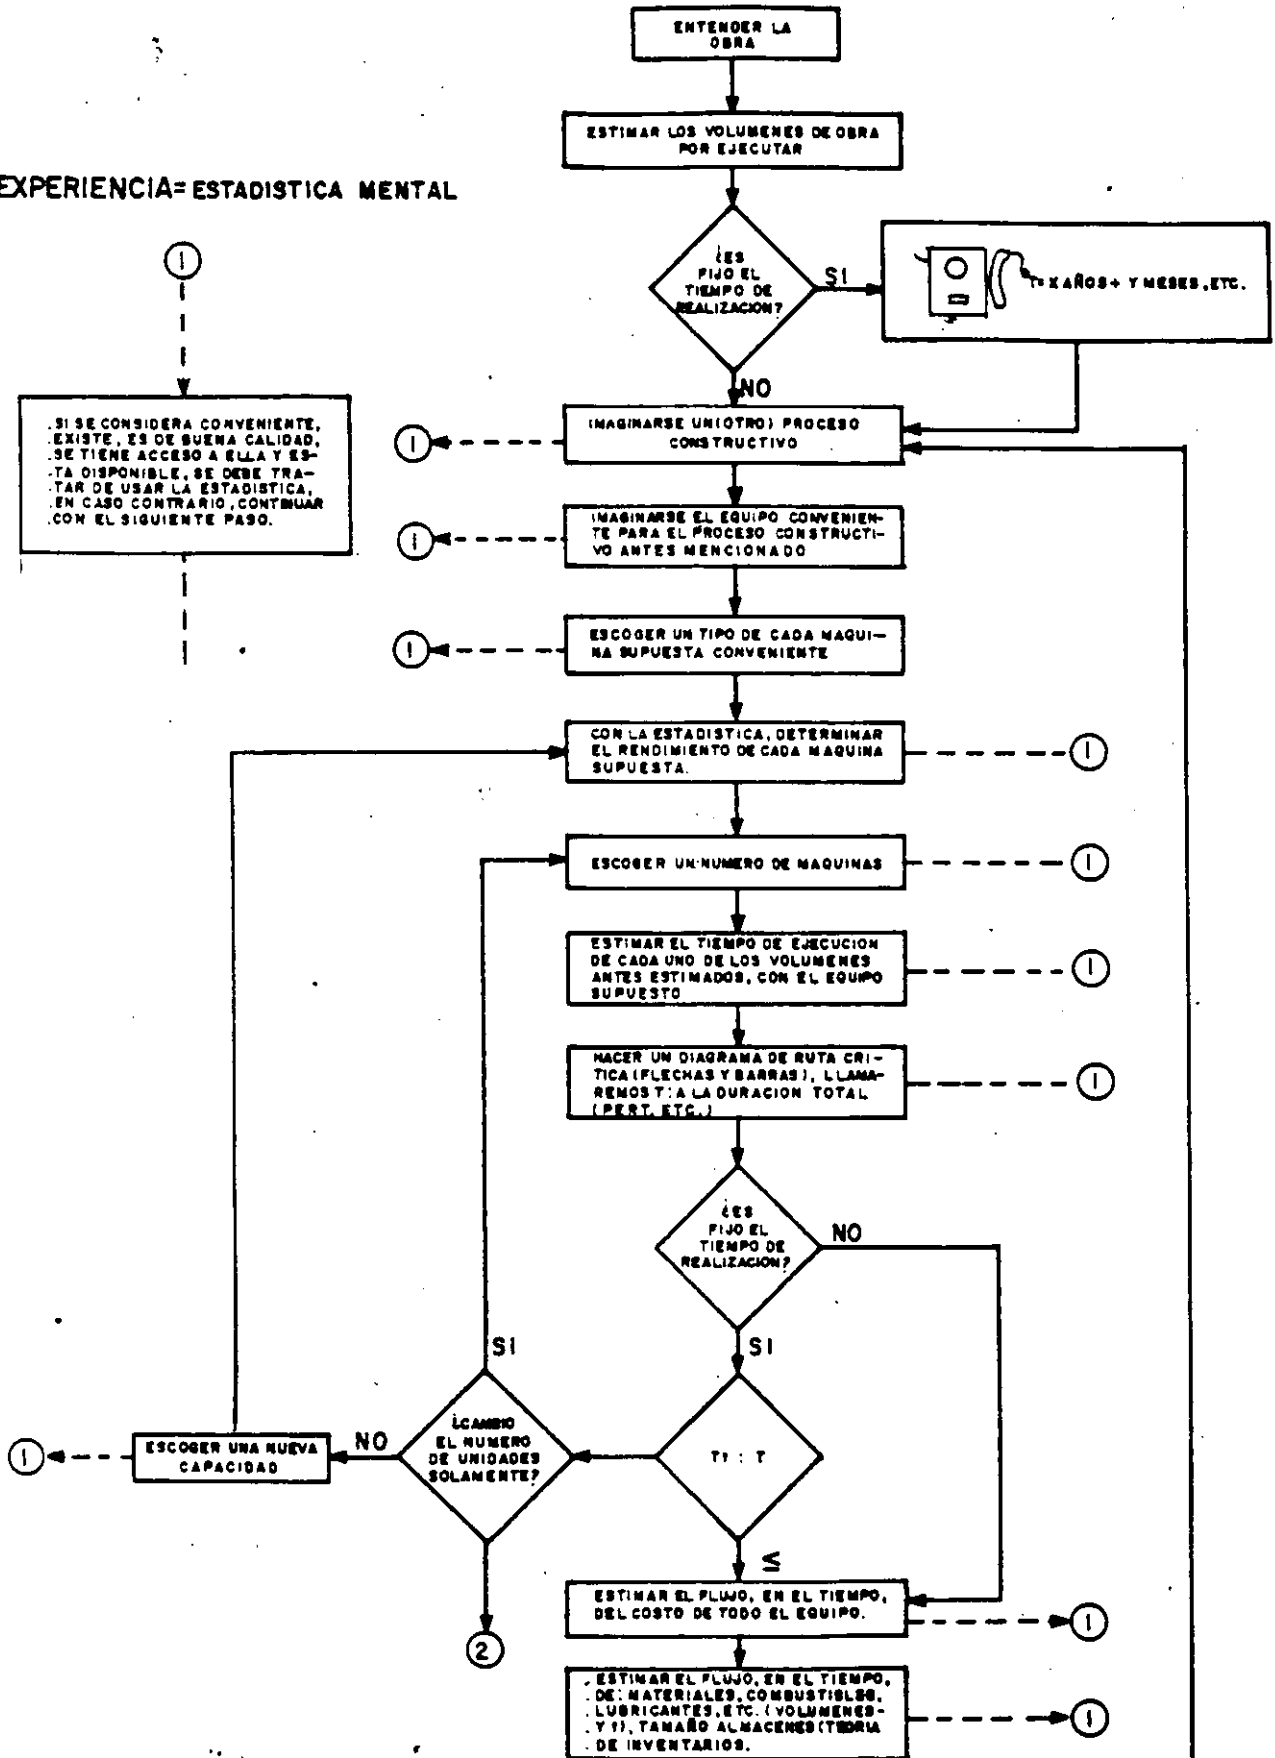 ENTENDER LA
OBRA
ESTIMAR LOS VOLUMENES DE OBRA
POR EJECUTAR
EXPERIENCIA=ESTADISTICA MENTAL
1
¿ES
FIJO EL
TIEMPO DE
REALIZACION?
SI
T=X AÑOS+ Y MESES, ETC.
NO
.SI SE CONSIDERA CONVENIENTE,
.EXISTE, ES DE BUENA CALIDAD,
.SE TIENE ACCESO A ELLA Y ES-
.TA DISPONIBLE, SE DEBE TRA-
.TAR DE USAR LA ESTADISTICA,
.EN CASO CONTRARIO, CONTINUAR
.CON EL SIGUIENTE PASO.
1
IMAGINARSE UN(OTRO) PROCESO
CONSTRUCTIVO
1
IMAGINARSE EL EQUIPO CONVENIEN-
TE PARA EL PROCESO CONSTRUCTI-
VO ANTES MENCIONADO
1
ESCOGER UN TIPO DE CADA MAQUI-
NA SUPUESTA CONVENIENTE
CON LA ESTADISTICA, DETERMINAR
EL RENDIMIENTO DE CADA MAQUINA
SUPUESTA.
1
ESCOGER UN NUMERO DE MAQUINAS
1
ESTIMAR EL TIEMPO DE EJECUCION
DE CADA UNO DE LOS VOLUMENES
ANTES ESTIMADOS, CON EL EQUIPO
SUPUESTO
1
HACER UN DIAGRAMA DE RUTA CRI-
TICA (FLECHAS Y BARRAS), LLAMA-
REMOS T: A LA DURACION TOTAL
(PERT, ETC.)
1
¿ES
FIJO EL
TIEMPO DE
REALIZACION?
NO
SI
SI
1
ESCOGER UNA NUEVA
CAPACIDAD
NO
¿CAMBIO
EL NUMERO
DE UNIDADES
SOLAMENTE?
T1 : T
≤
2
ESTIMAR EL FLUJO, EN EL TIEMPO,
DEL COSTO DE TODO EL EQUIPO.
1
.ESTIMAR EL FLUJO, EN EL TIEMPO,
.DE: MATERIALES, COMBUSTIBLES,
.LUBRICANTES, ETC. (VOLUMENES-
.Y T), TAMAÑO ALMACENES (TEORIA
.DE INVENTARIOS.
1